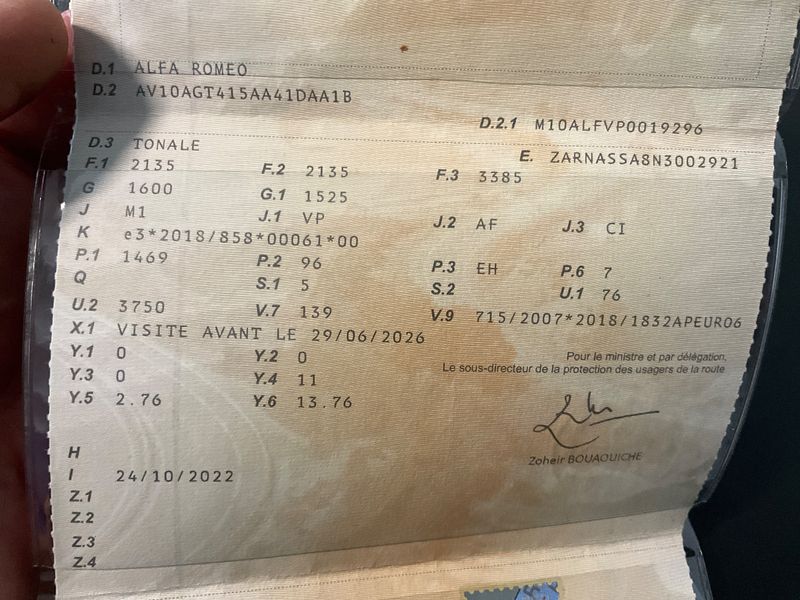 D.1 ALFA ROMEO
D.2 AV10AGT415AA41DAA1B
D.2.1 M10ALFVP0019296
D.3 TONALE
E. ZARNASSA8N3002921
F.1 2135 F.2 2135 F.3 3385
G 1600 G.1 1525
J M1 J.1 VP J.2 AF J.3 CI
K e3*2018/858*00061*00
P.1 1469 P.2 96 P.3 EH P.6 7
Q S.1 5 S.2 U.1 76
U.2 3750 V.7 139 V.9 715/2007*2018/1832APEURO6
X.1 VISITE AVANT LE 29/06/2026
Y.1 0 Y.2 0
Y.3 0 Y.4 11
Y.5 2.76 Y.6 13.76
Pour le ministre et par délégation,
Le sous-directeur de la protection des usagers de la route
Zoheir BOUAOUICHE
H
I 24/10/2022
Z.1
Z.2
Z.3
Z.4